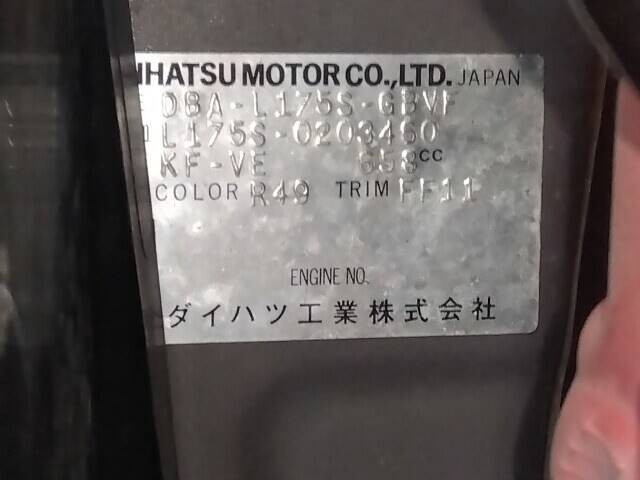 IHATSU MOTOR CO.,LTD. JAPAN
DBA-L175S-GBVF
L175S-0203460
KF-VE 658CC
COLOR R49 TRIM FF11
ENGINE NO.
ダイハツ工業株式会社